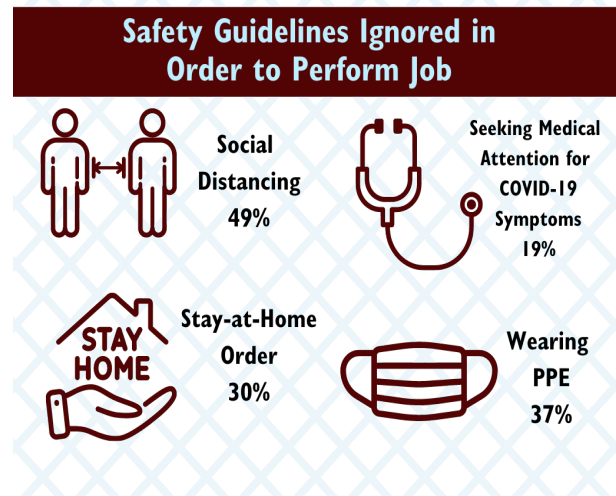 Safety Guidelines Ignored in
Order to Perform Job
Social
Distancing
49%
Seeking Medical
Attention for
COVID-19
Symptoms
19%
STAY
HOME
Stay-at-Home
Order
30%
Wearing
PPE
37%